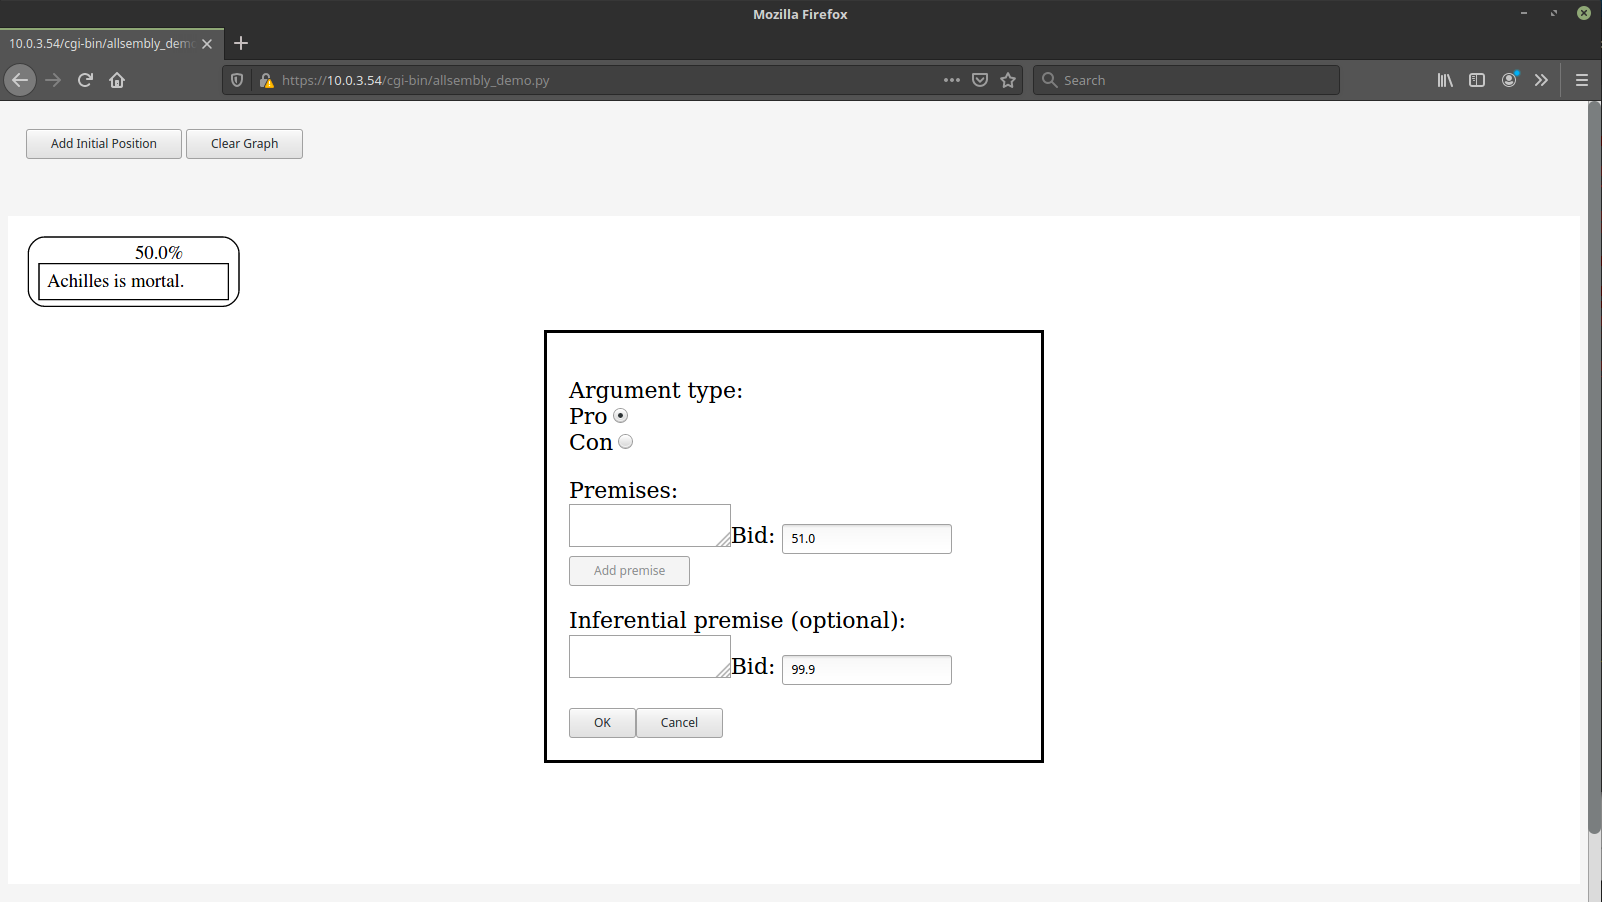 Mozilla Firefox
10.0.3.54/cgi-bin/allsembly_demo
https://10.0.3.54/cgi-bin/allsembly_demo.py
Search
Add Initial Position Clear Graph
50.0%
Achilles is mortal.
Argument type:
Pro
Con
Premises:
Bid: 51.0
Add premise
Inferential premise (optional):
Bid: 99.9
OK Cancel